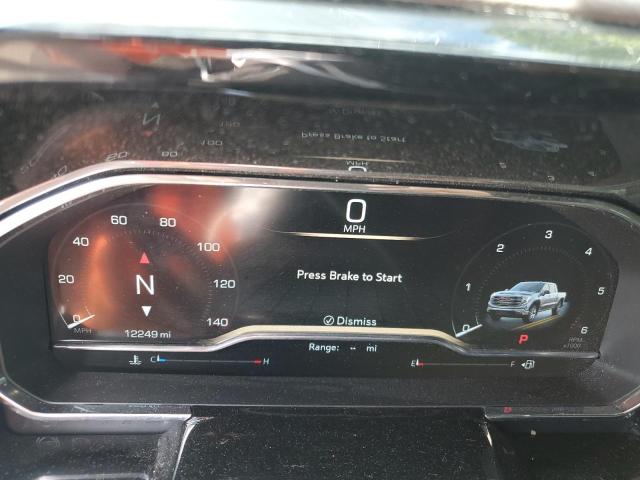 0
MPH
60
80
40
100
20
120
0
140
MPH
N
12249 mi
Press Brake to Start
Dismiss
Range: -- mi
C
H
E
F
0
1
2
3
4
5
6
P
RPM
x1000